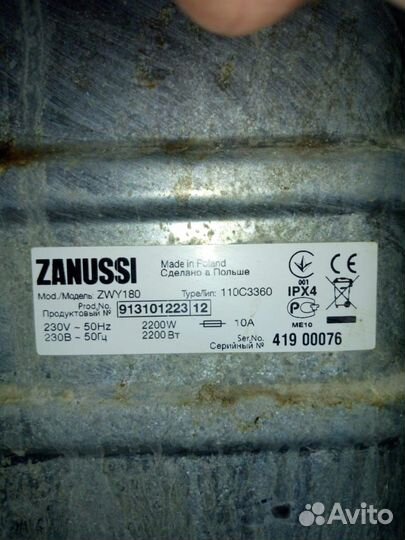 ZANUSSI
Made in Poland
Сделано в Польше
Mod./Модель: ZWY180
Type/Тип: 110C3360
Prod.No.
Продуктовый № 913101223 12
230V ~ 50Hz 2200W 10A
230В ~ 50Гц 2200 Вт
001
IPX4
ME10
Ser.No.
Серийный № 419 00076
Avito